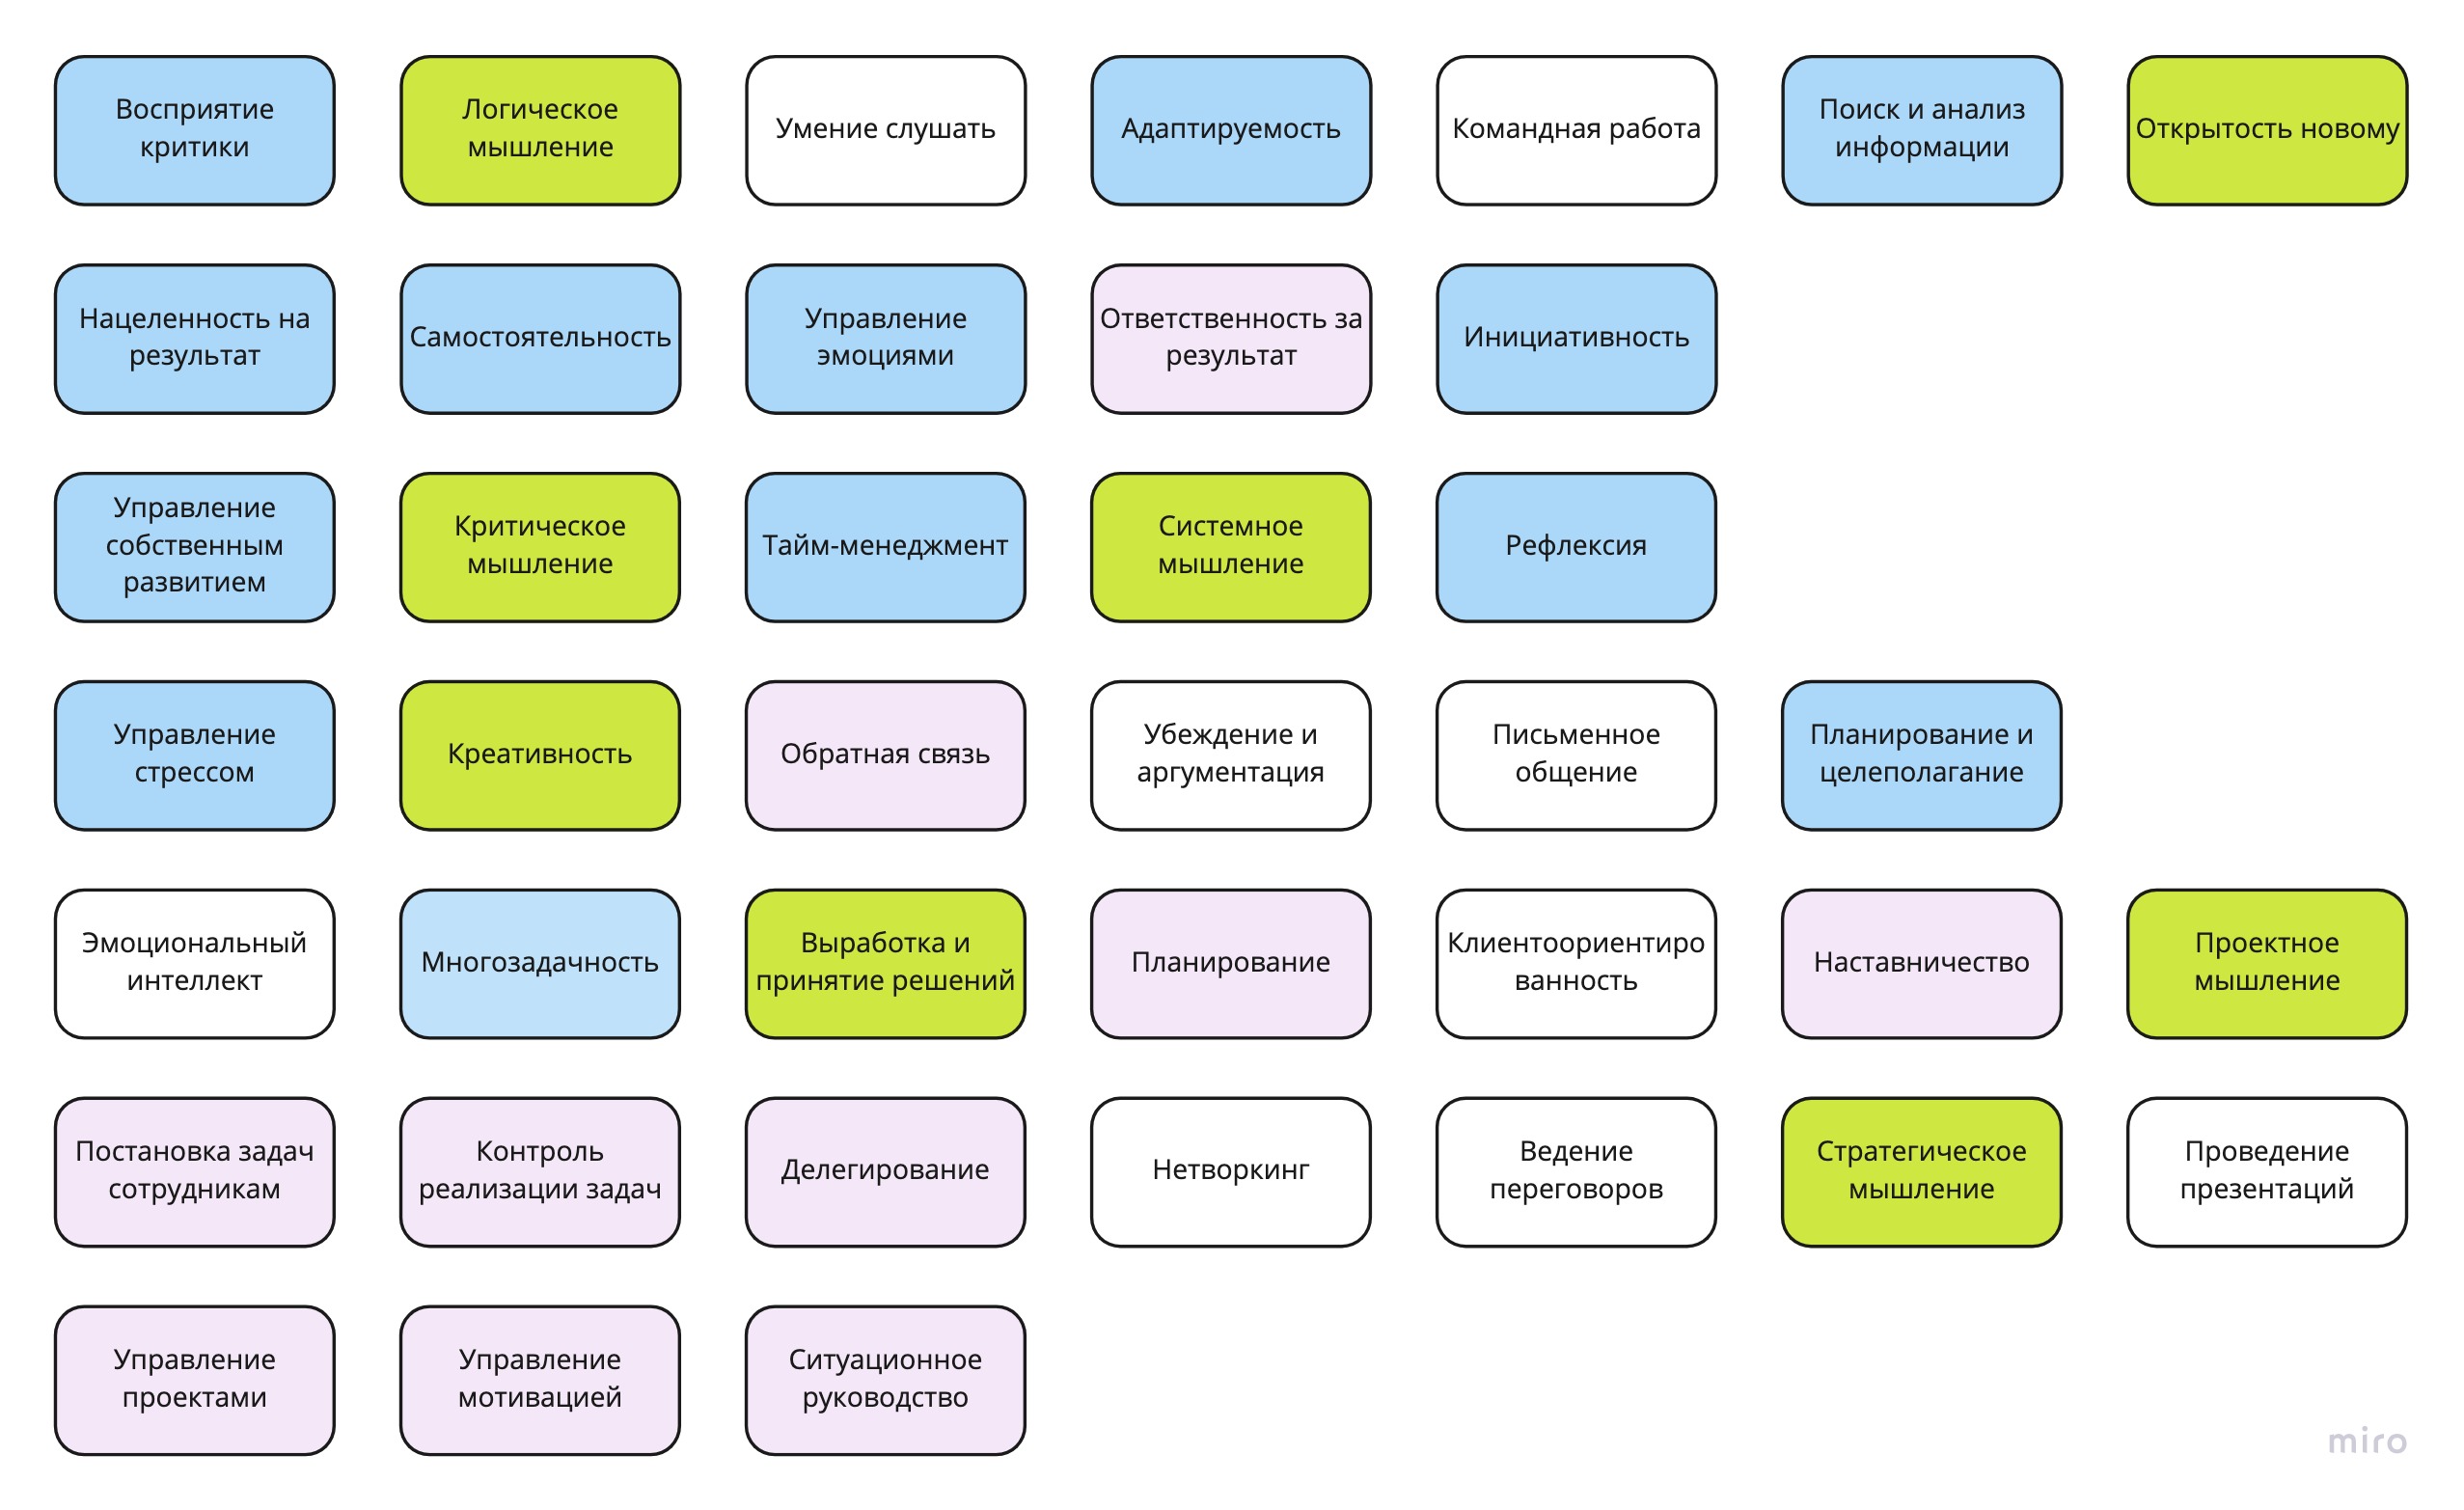 Восприятие
критики
Логическое
мышление
Умение слушать
Адаптируемость
Командная работа
Поиск и анализ
информации
Открытость новому
Нацеленность на
результат
Самостоятельность
Управление
эмоциями
Ответственность за
результат
Инициативность
Управление
собственным
развитием
Критическое
мышление
Тайм-менеджмент
Системное
мышление
Рефлексия
Управление
стрессом
Креативность
Обратная связь
Убеждение и
аргументация
Письменное
общение
Планирование и
целеполагание
Эмоциональный
интеллект
Многозадачность
Выработка и
принятие решений
Планирование
Клиентоориентиро
ванность
Наставничество
Проектное
мышление
Постановка задач
сотрудникам
Контроль
реализации задач
Делегирование
Нетворкинг
Ведение
переговоров
Стратегическое
мышление
Проведение
презентаций
Управление
проектами
Управление
мотивацией
Ситуационное
руководство
miro